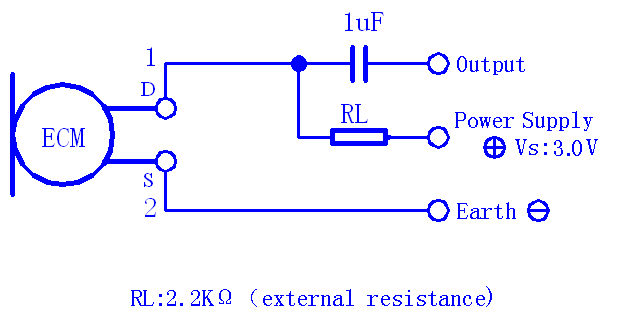 1uF
1
D
Output
ECM
RL
Power Supply
⊕ Vs:3.0V
S
2
Earth ⊖
RL:2.2KΩ (external resistance)